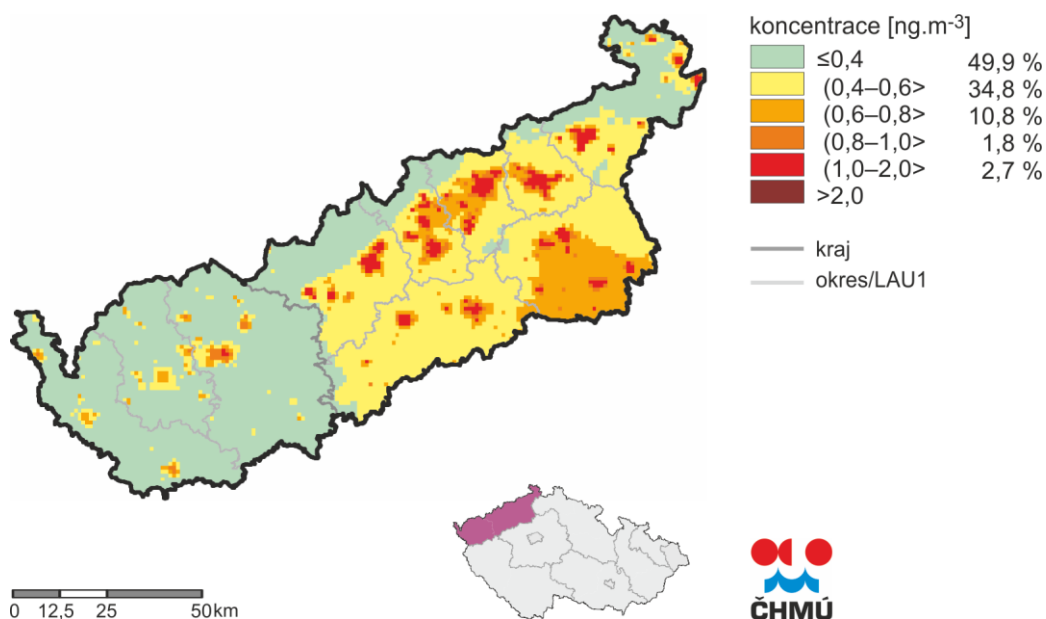 koncentrace [ng.m-3]
≤0,4 49,9 %
(0,4–0,6> 34,8 %
(0,6–0,8> 10,8 %
(0,8–1,0> 1,8 %
(1,0–2,0> 2,7 %
>2,0
kraj
okres/LAU1
0 12,5 25 50 km
ČHMÚ